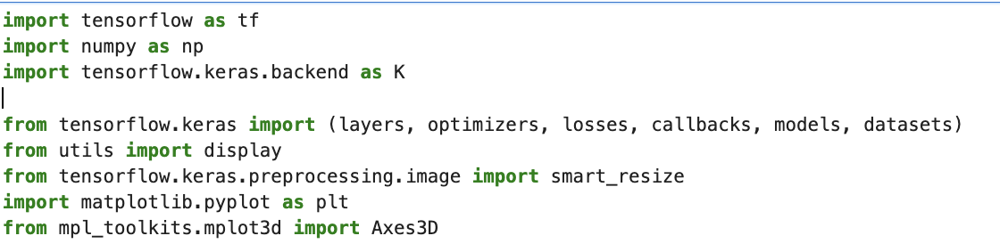 import tensorflow as tf
import numpy as np
import tensorflow.keras.backend as K
from tensorflow.keras import (layers, optimizers, losses, callbacks, models, datasets)
from utils import display
from tensorflow.keras.preprocessing.image import smart_resize
import matplotlib.pyplot as plt
from mpl_toolkits.mplot3d import Axes3D